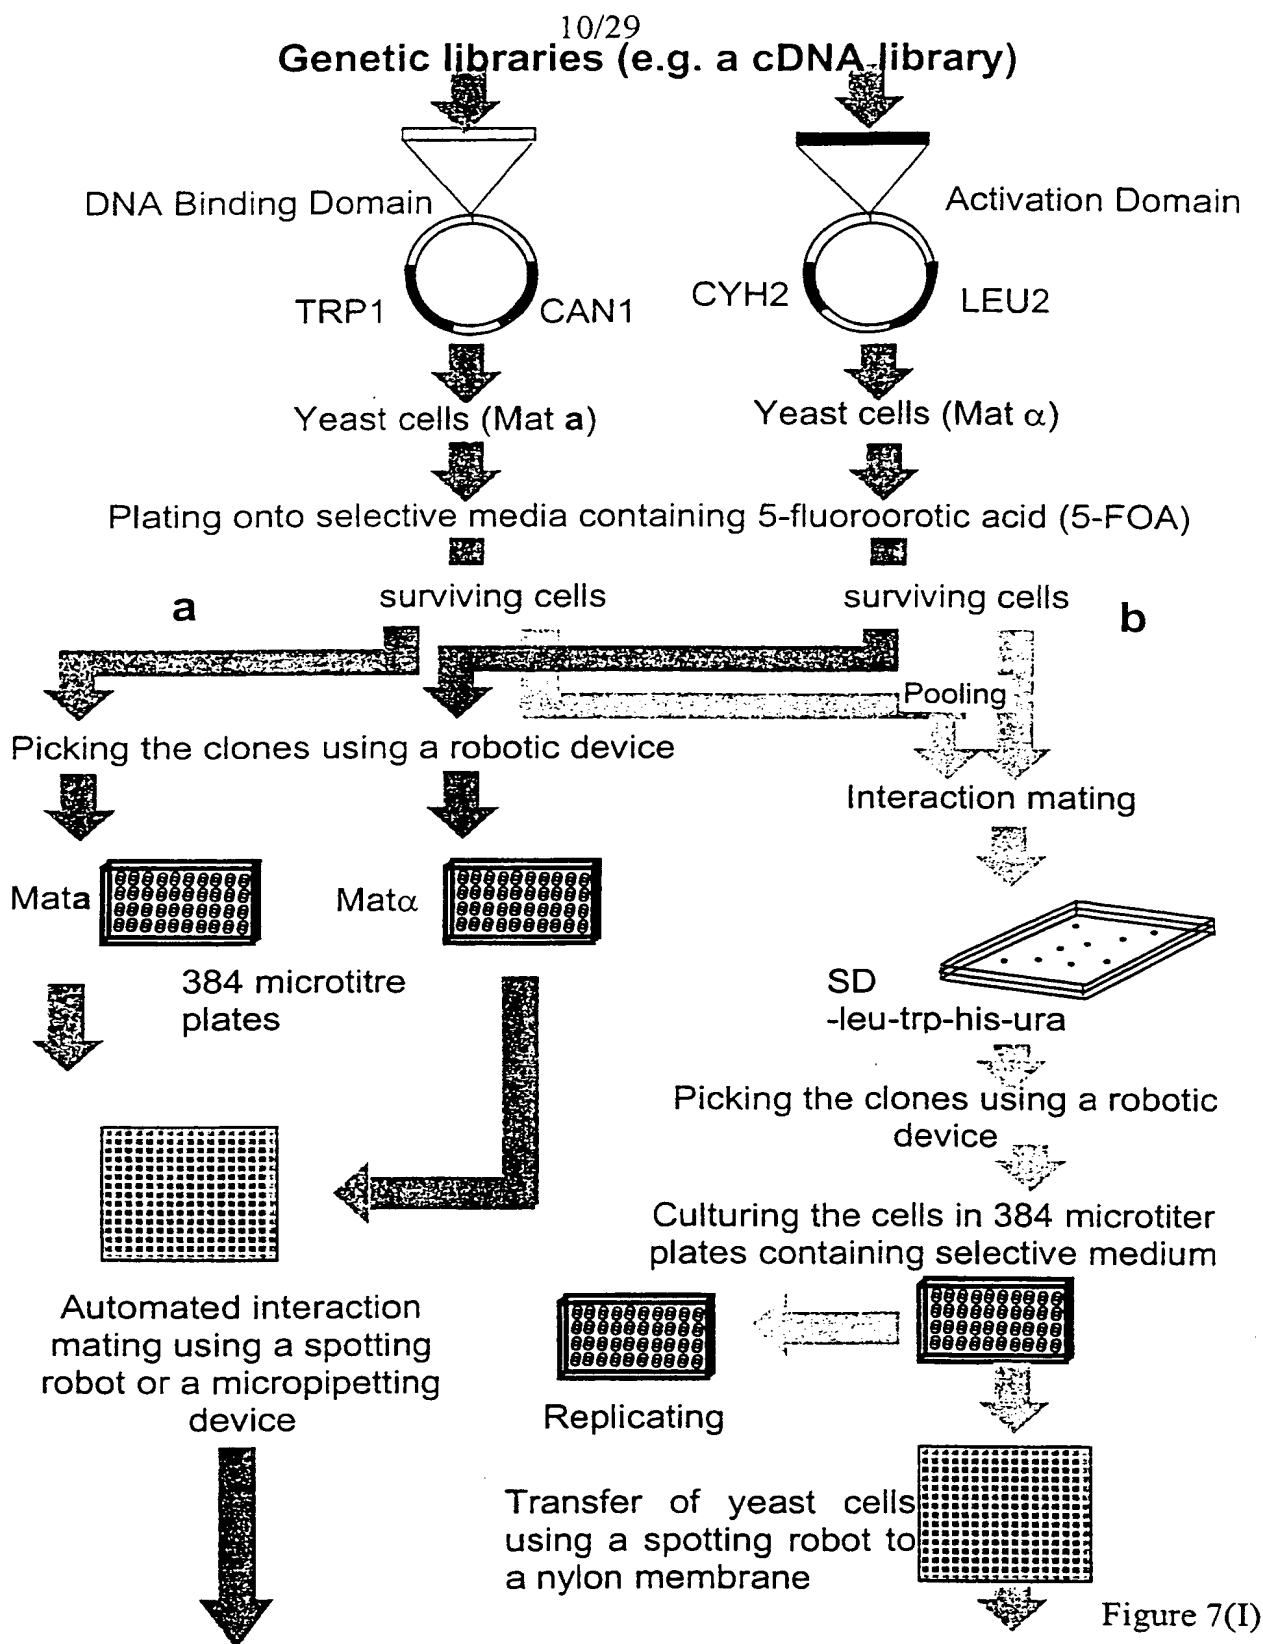 10/29
Genetic libraries (e.g. a cDNA library)
DNA Binding Domain
Activation Domain
TRP1
CAN1
CYH2
LEU2
Yeast cells (Mat a)
Yeast cells (Mat α)
Plating onto selective media containing 5-fluoroorotic acid (5-FOA)
surviving cells
surviving cells
a
b
Pooling
Picking the clones using a robotic device
Interaction mating
Mata
Matα
384 microtitre
plates
SD
-leu-trp-his-ura
Picking the clones using a robotic
device
Culturing the cells in 384 microtiter
plates containing selective medium
Automated interaction
mating using a spotting
robot or a micropipetting
device
Replicating
Transfer of yeast cells
using a spotting robot to
a nylon membrane
Figure 7(I)